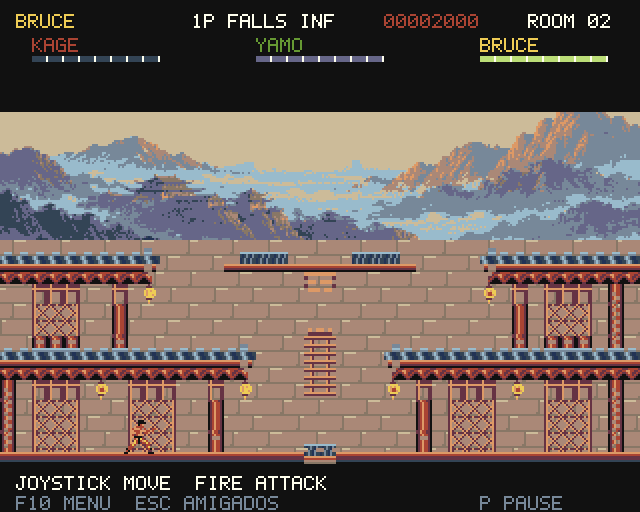 BRUCE 1P FALLS INF 00002000 ROOM 02
KAGE YAMO BRUCE
JOYSTICK MOVE FIRE ATTACK
F10 MENU ESC AMIGADOS P PAUSE